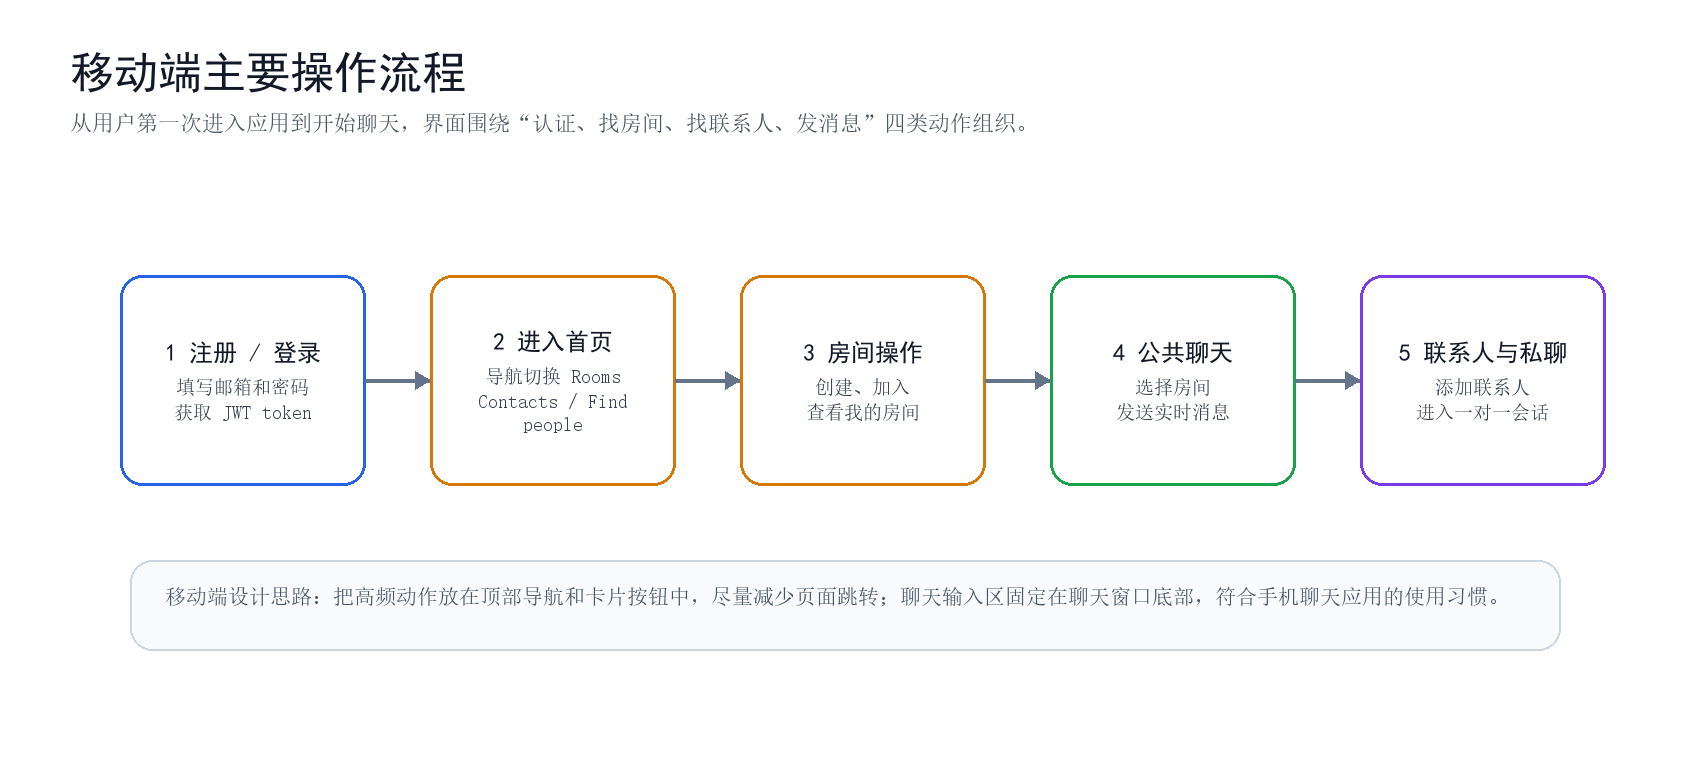 移动端主要操作流程
从用户第一次进入应用到开始聊天，界面围绕“认证、找房间、找联系人、发消息”四类动作组织。
1 注册 / 登录
填写邮箱和密码
获取 JWT token
2 进入首页
导航切换 Rooms
Contacts / Find
people
3 房间操作
创建、加入
查看我的房间
4 公共聊天
选择房间
发送实时消息
5 联系人与私聊
添加联系人
进入一对一会话
移动端设计思路：把高频动作放在顶部导航和卡片按钮中，尽量减少页面跳转；聊天输入区固定在聊天窗口底部，符合手机聊天应用的使用习惯。